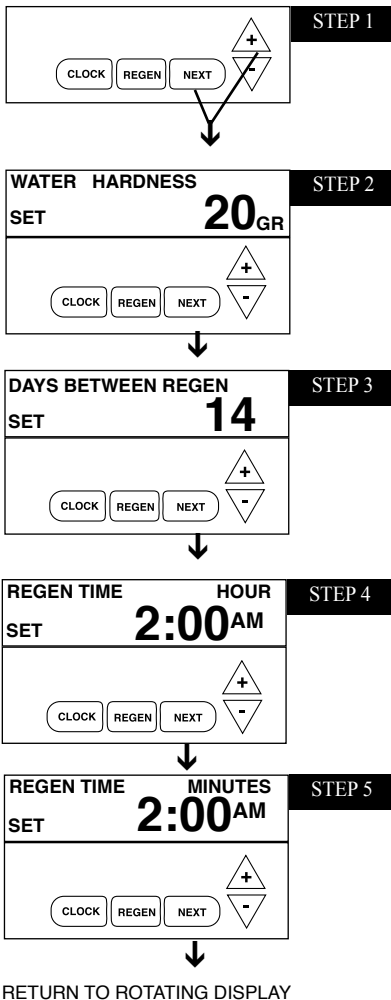 STEP 1
+
CLOCK REGEN NEXT -
STEP 2
WATER HARDNESS
SET 20GR
+
CLOCK REGEN NEXT -
STEP 3
DAYS BETWEEN REGEN
SET 14
+
CLOCK REGEN NEXT -
STEP 4
REGEN TIME HOUR
SET 2:00AM
+
CLOCK REGEN NEXT -
STEP 5
REGEN TIME MINUTES
SET 2:00AM
+
CLOCK REGEN NEXT -
RETURN TO ROTATING DISPLAY